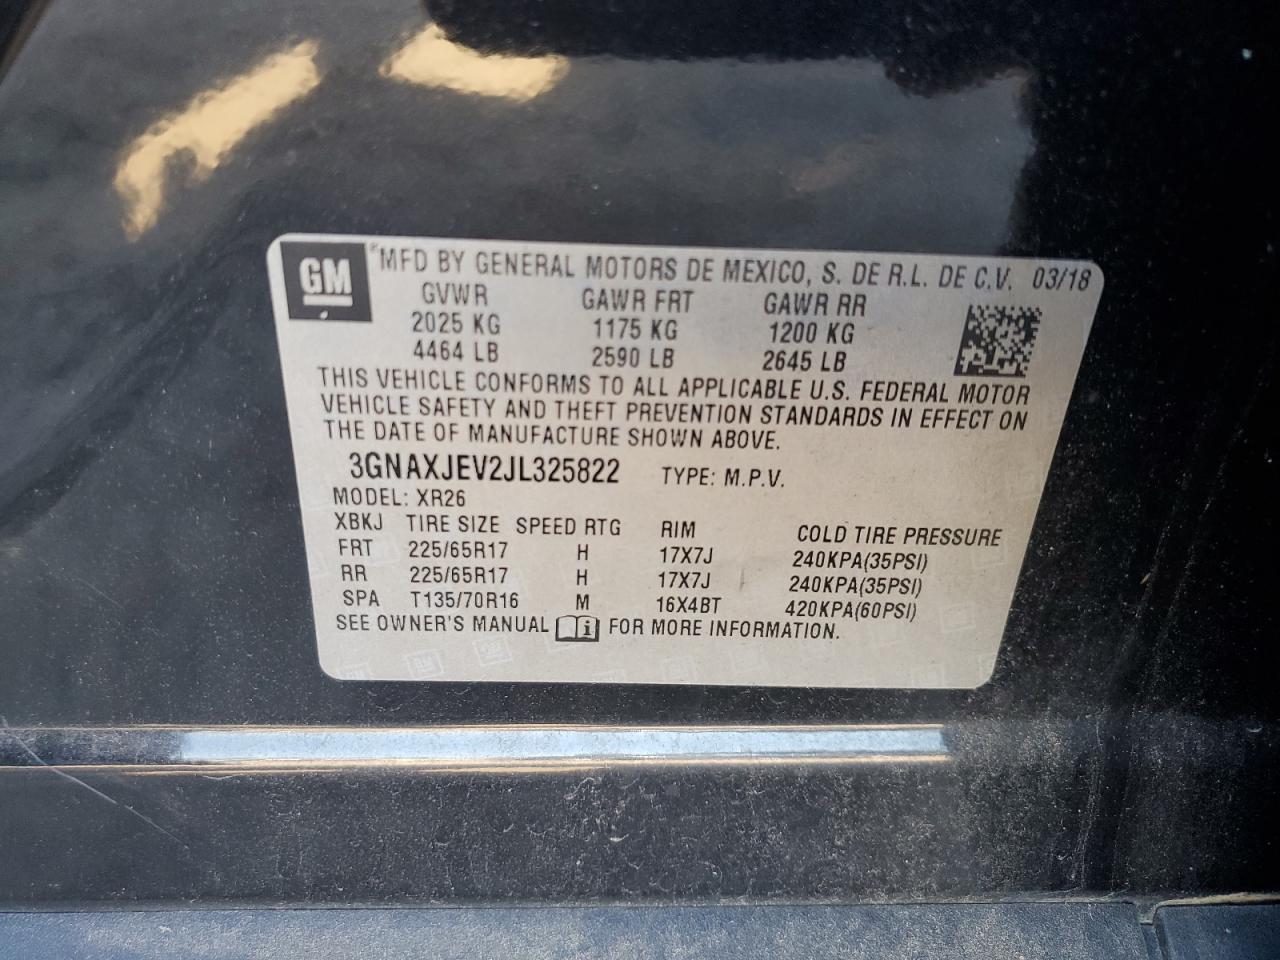 GM
MFD BY GENERAL MOTORS DE MEXICO, S. DE R.L. DE C.V. 03/18
GVWR GAWR FRT GAWR RR
2025 KG 1175 KG 1200 KG
4464 LB 2590 LB 2645 LB
THIS VEHICLE CONFORMS TO ALL APPLICABLE U.S. FEDERAL MOTOR
VEHICLE SAFETY AND THEFT PREVENTION STANDARDS IN EFFECT ON
THE DATE OF MANUFACTURE SHOWN ABOVE.
3GNAXJEV2JL325822 TYPE: M.P.V.
MODEL: XR26
XBKJ TIRE SIZE SPEED RTG RIM COLD TIRE PRESSURE
FRT 225/65R17 H 17X7J 240KPA(35PSI)
RR 225/65R17 H 17X7J 240KPA(35PSI)
SPA T135/70R16 M 16X4BT 420KPA(60PSI)
SEE OWNER'S MANUAL FOR MORE INFORMATION.